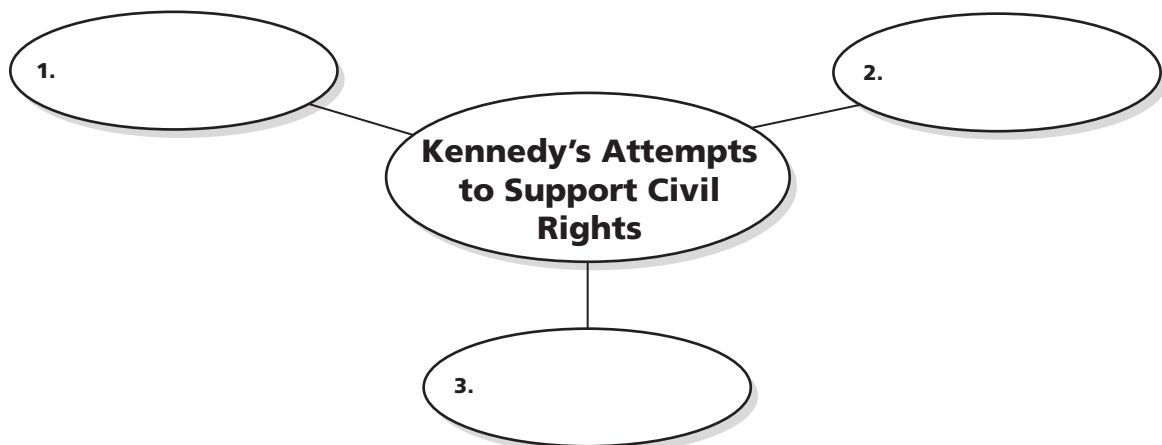 1.
2.
Kennedy’s Attempts
to Support Civil
Rights
3.